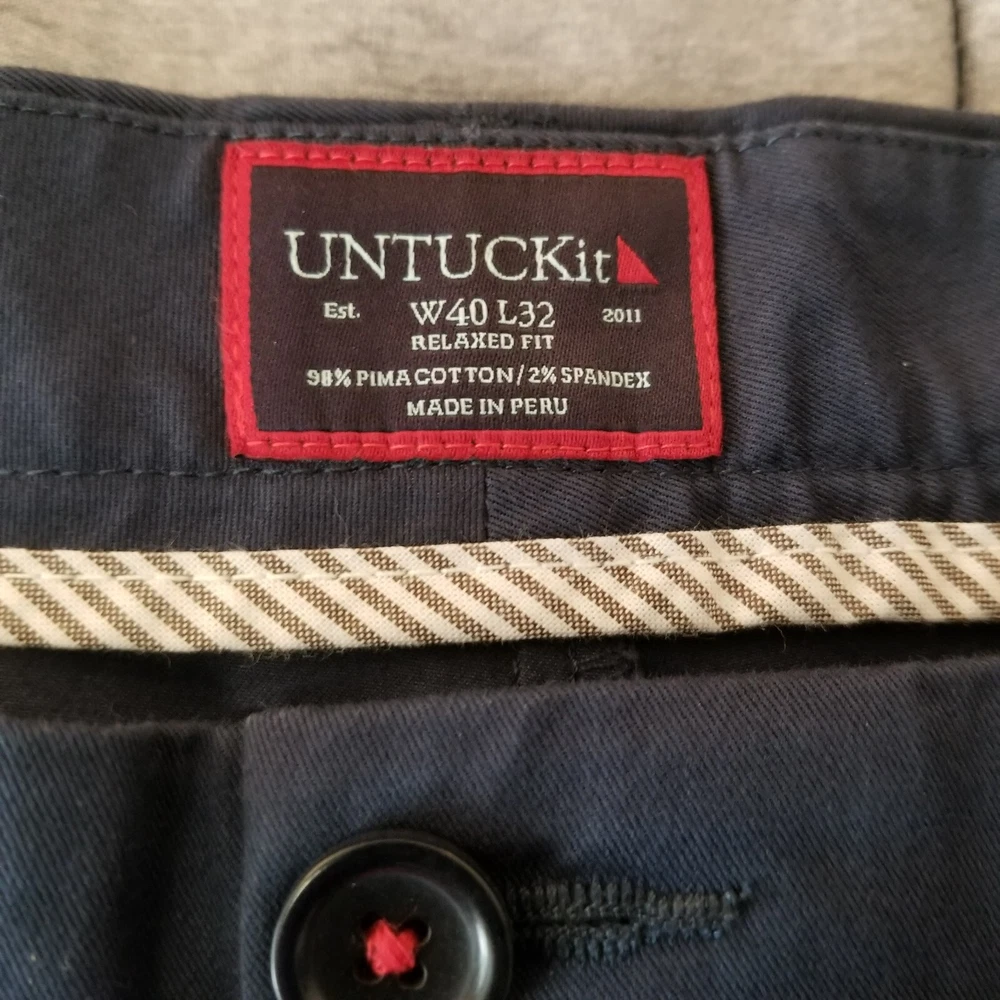 UNTUCKit
Est. W40 L32 2011
RELAXED FIT
98% PIMA COTTON / 2% SPANDEX
MADE IN PERU